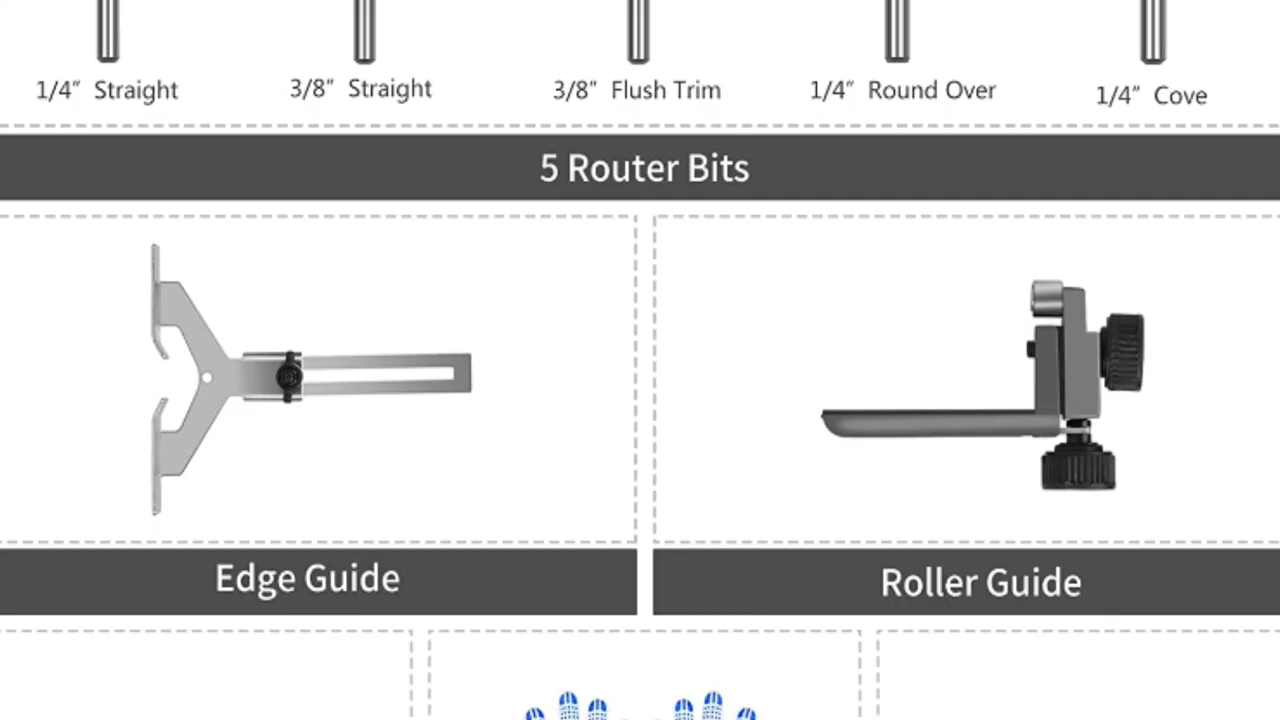 1/4″ Straight
3/8″ Straight
3/8″ Flush Trim
1/4″ Round Over
1/4″ Cove
5 Router Bits
Edge Guide
Roller Guide